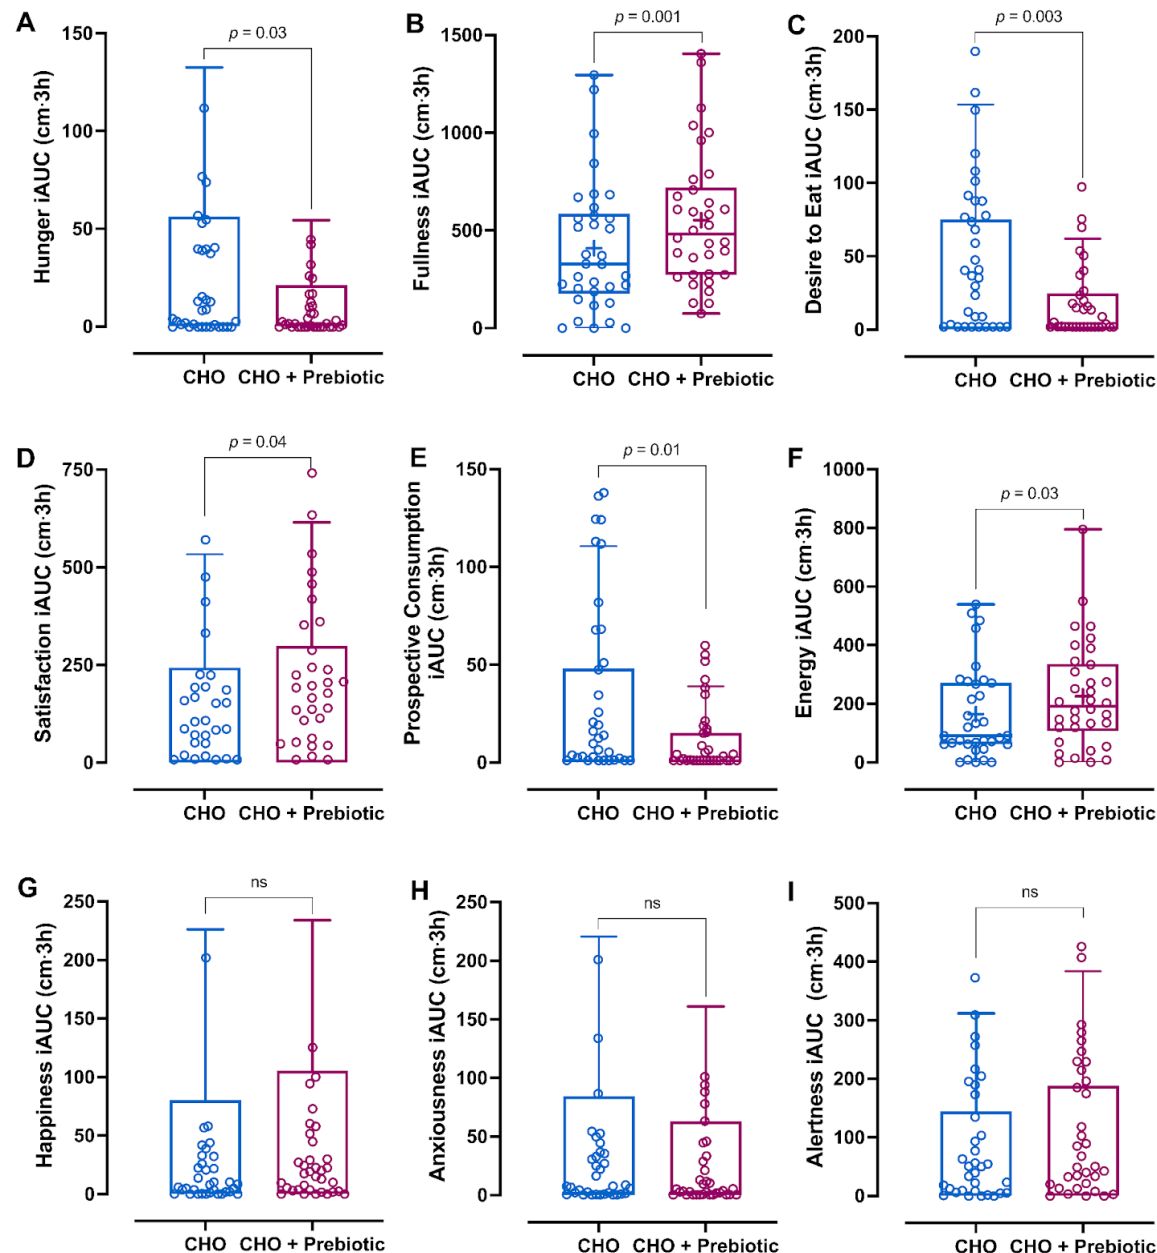 A
Hunger iAUC (cm·3h)
150
100
50
0
p = 0.03
CHO
CHO + Prebiotic
B
Fullness iAUC (cm·3h)
1500
1000
500
0
p = 0.001
CHO
CHO + Prebiotic
C
Desire to Eat iAUC (cm·3h)
200
150
100
50
0
p = 0.003
CHO
CHO + Prebiotic
D
Satisfaction iAUC (cm·3h)
750
500
250
0
p = 0.04
CHO
CHO + Prebiotic
E
Prospective Consumption
iAUC (cm·3h)
150
100
50
0
p = 0.01
CHO
CHO + Prebiotic
F
Energy iAUC (cm·3h)
1000
800
600
400
200
0
p = 0.03
CHO
CHO + Prebiotic
G
Happiness iAUC (cm·3h)
250
200
150
100
50
0
ns
CHO
CHO + Prebiotic
H
Anxiousness iAUC (cm·3h)
250
200
150
100
50
0
ns
CHO
CHO + Prebiotic
I
Alertness iAUC (cm·3h)
500
400
300
200
100
0
ns
CHO
CHO + Prebiotic